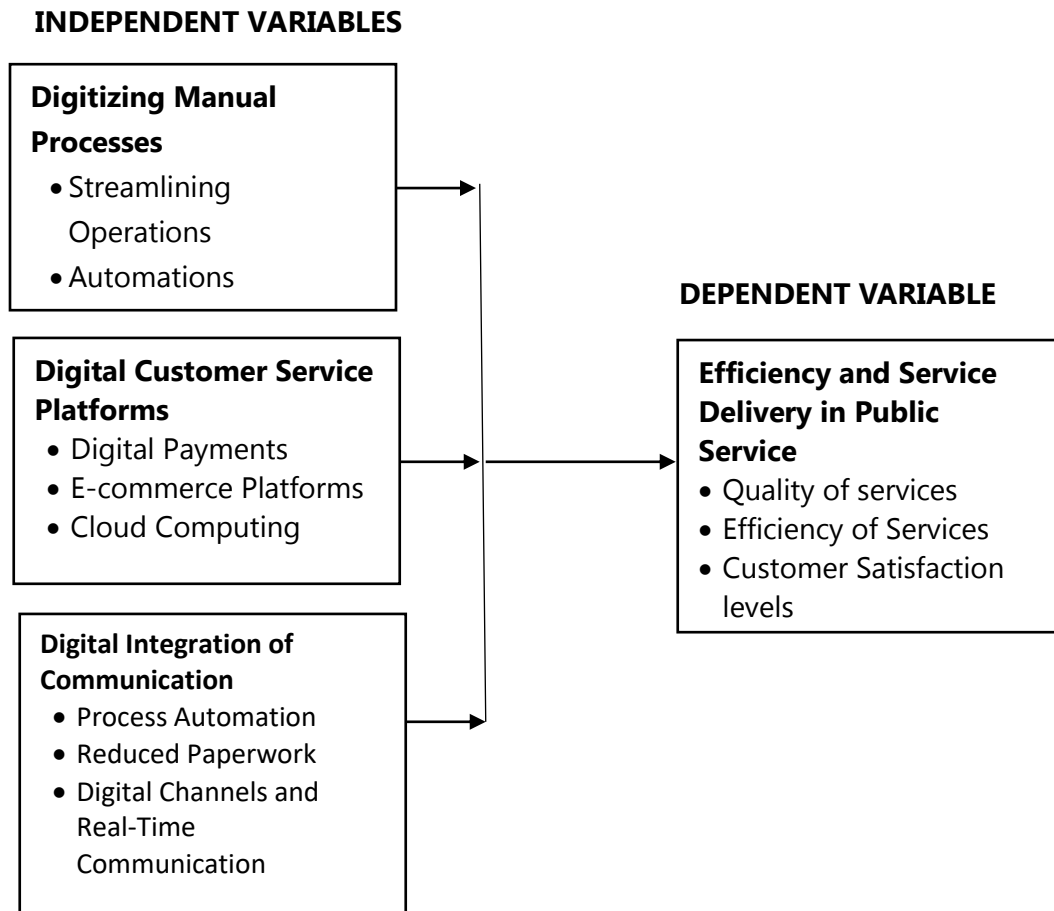 INDEPENDENT VARIABLES
Digitizing Manual
Processes
• Streamlining
Operations
• Automations
Digital Customer Service
Platforms
• Digital Payments
• E-commerce Platforms
• Cloud Computing
Digital Integration of
Communication
• Process Automation
• Reduced Paperwork
• Digital Channels and
Real-Time
Communication
DEPENDENT VARIABLE
Efficiency and Service
Delivery in Public
Service
• Quality of services
• Efficiency of Services
• Customer Satisfaction
levels